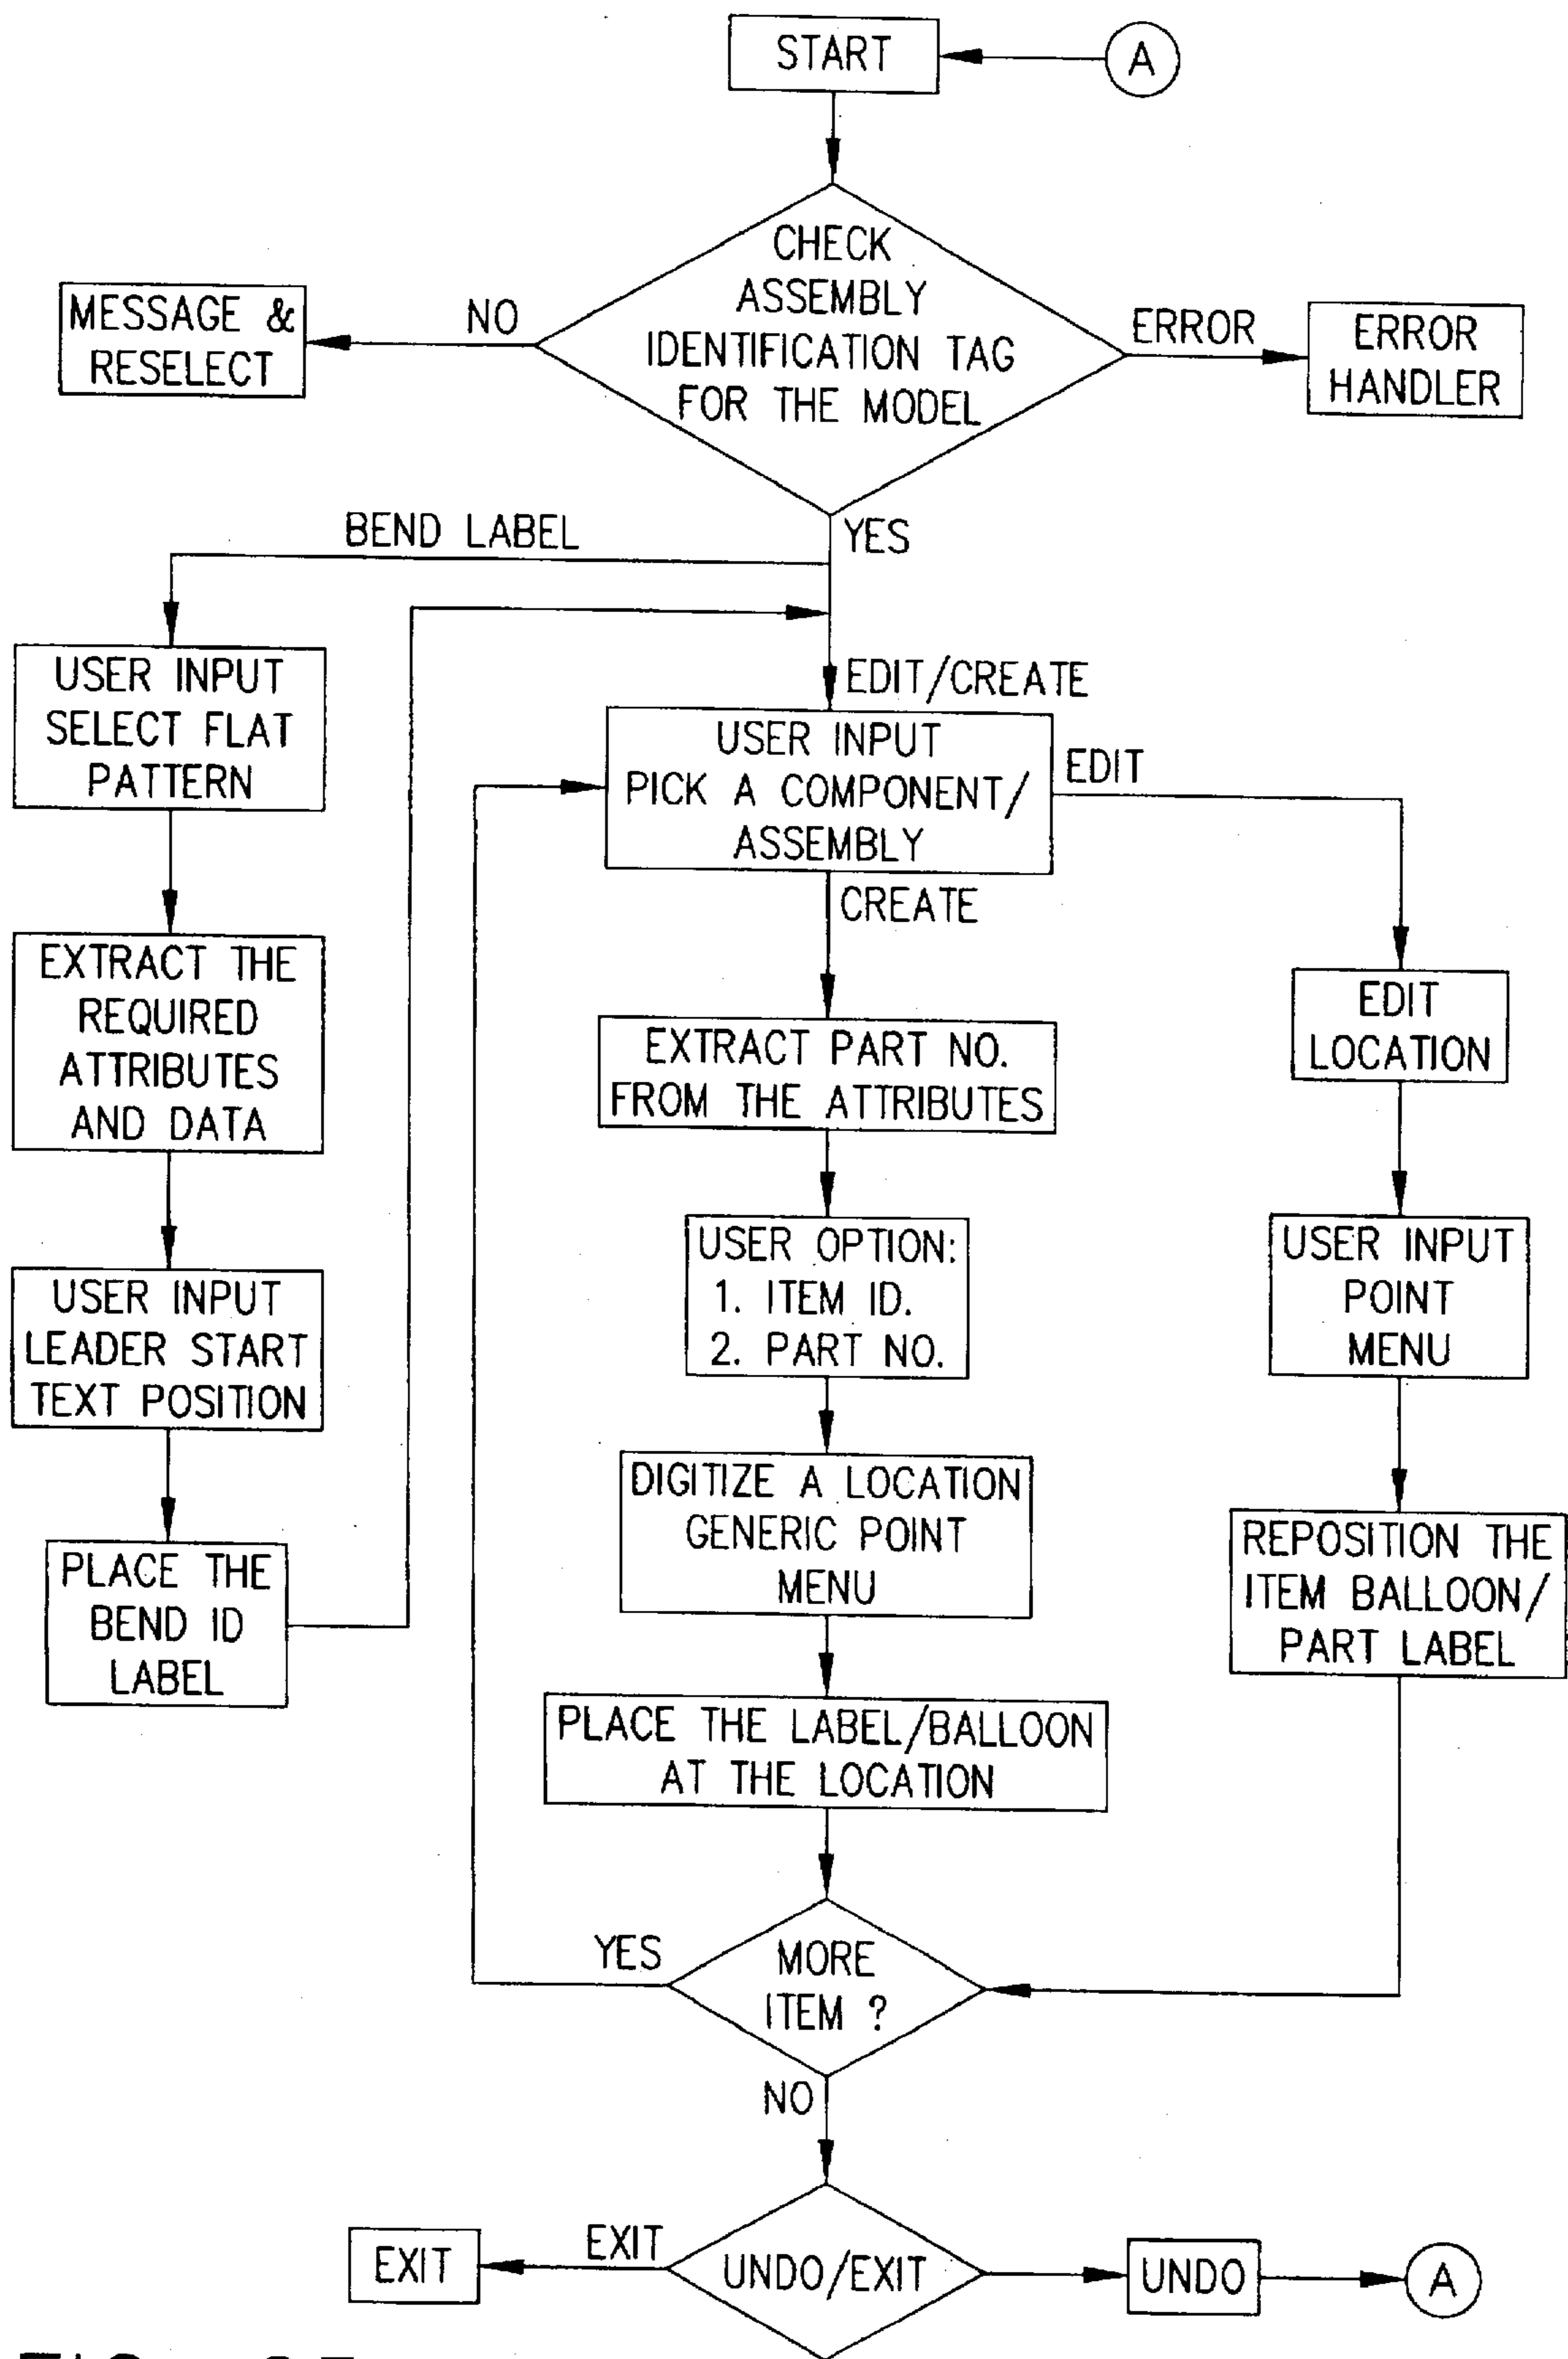 START
A
CHECK
ASSEMBLY
IDENTIFICATION TAG
FOR THE MODEL
NO
MESSAGE &
RESELECT
ERROR
ERROR
HANDLER
YES
BEND LABEL
USER INPUT
SELECT FLAT
PATTERN
EXTRACT THE
REQUIRED
ATTRIBUTES
AND DATA
USER INPUT
LEADER START
TEXT POSITION
PLACE THE
BEND ID
LABEL
EDIT/CREATE
USER INPUT
PICK A COMPONENT/
ASSEMBLY
EDIT
CREATE
EXTRACT PART NO.
FROM THE ATTRIBUTES
USER OPTION:
1. ITEM ID.
2. PART NO.
DIGITIZE A LOCATION
GENERIC POINT
MENU
PLACE THE LABEL/BALLOON
AT THE LOCATION
EDIT
LOCATION
USER INPUT
POINT
MENU
REPOSITION THE
ITEM BALLOON/
PART LABEL
YES
MORE
ITEM ?
NO
EXIT
EXIT
UNDO/EXIT
UNDO
A